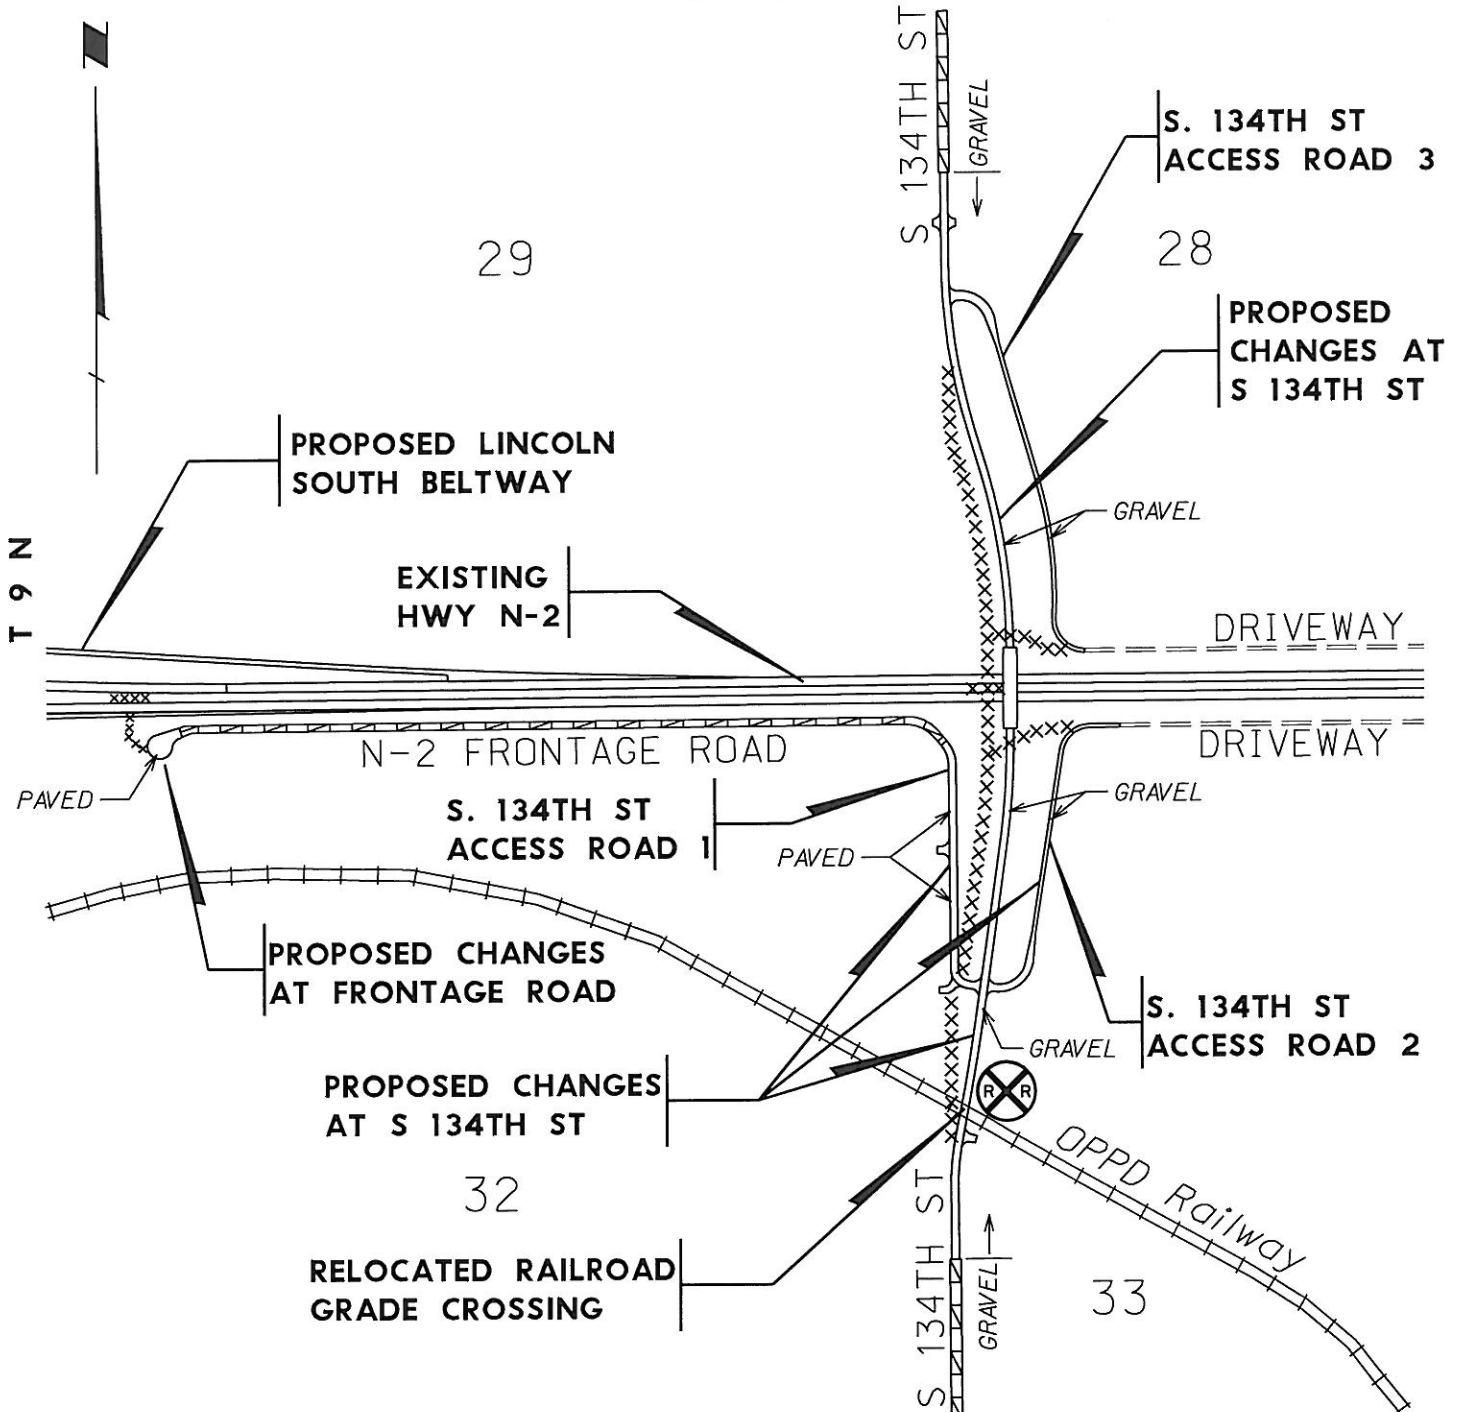 N
S 134TH ST
GRAVEL
S. 134TH ST
ACCESS ROAD 3
29
28
PROPOSED
CHANGES AT
S 134TH ST
PROPOSED LINCOLN
SOUTH BELTWAY
GRAVEL
T 9 N
EXISTING
HWY N-2
DRIVEWAY
N-2 FRONTAGE ROAD
DRIVEWAY
PAVED
S. 134TH ST
ACCESS ROAD 1
GRAVEL
PAVED
PROPOSED CHANGES
AT FRONTAGE ROAD
S. 134TH ST
ACCESS ROAD 2
GRAVEL
PROPOSED CHANGES
AT S 134TH ST
R R
OPPD Railway
32
S 134TH ST
GRAVEL
RELOCATED RAILROAD
GRADE CROSSING
33